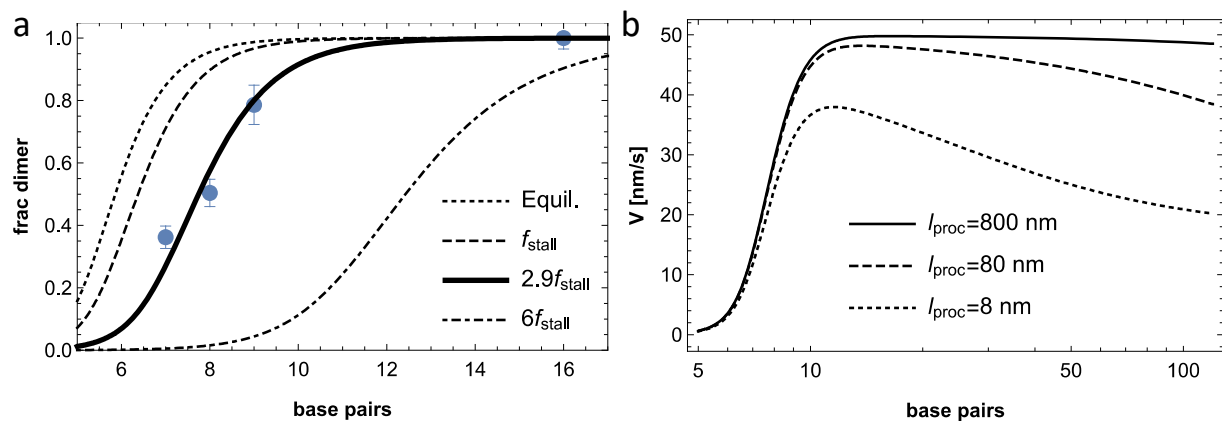 a
1.0
0.8
0.6
0.4
0.2
0.0
frac dimer
6 8 10 12 14 16
base pairs
Equil.
fstall
2.9fstall
6fstall
b
50
40
30
20
10
0
V [nm/s]
5 10 50 100
base pairs
lproc=800 nm
lproc=80 nm
lproc=8 nm